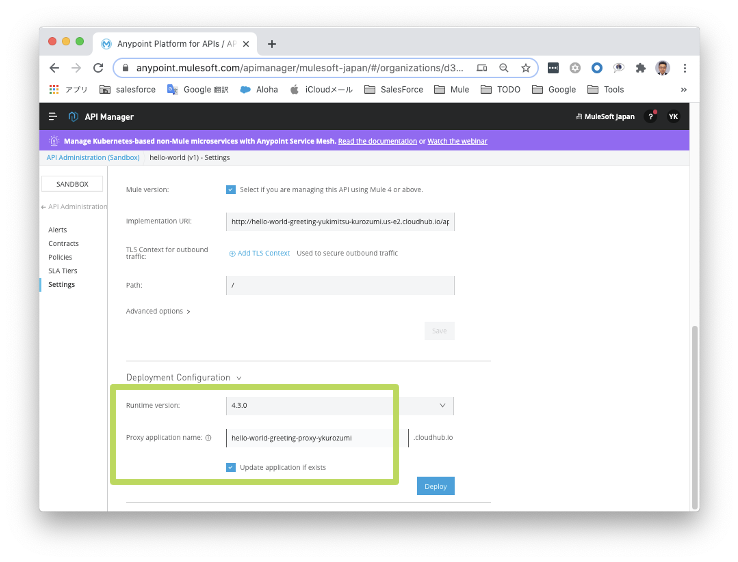 Anypoint Platform for APIs / AP
anypoint.mulesoft.com/apimanager/mulesoft-japan/#/organizations/d3...
アプリ salesforce Google 翻訳 Aloha iCloudメール SalesForce Mule TODO Google Tools »
API Manager MuleSoft Japan ? YK
Manage Kubernetes-based non-Mule microservices with Anypoint Service Mesh. Read the documentation or Watch the webinar
API Administration (Sandbox) hello-world (v1) - Settings
SANDBOX
← API Administration
Alerts
Contracts
Policies
SLA Tiers
Settings
Mule version: Select if you are managing this API using Mule 4 or above.
Implementation URI: http://hello-world-greeting-yukimitsu-kurozumi.us-e2.cloudhub.io/ap
TLS Context for outbound traffic: Add TLS Context Used to secure outbound traffic
Path: /
Advanced options >
Save
Deployment Configuration
Runtime version: 4.3.0
Proxy application name: hello-world-greeting-proxy-ykurozumi .cloudhub.io
Update application if exists
Deploy